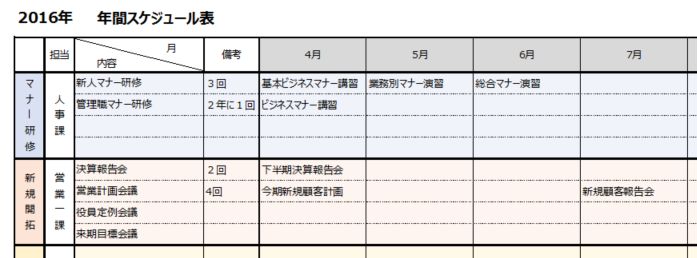 2016年 年間スケジュール表
担当 月 内容 備考 4月 5月 6月 7月
マナー研修 人事課 新人マナー研修 3回 基本ビジネスマナー講習 業務別マナー演習 総合マナー演習
管理職マナー研修 2年に1回 ビジネスマナー講習
新規開拓 営業一課 決算報告会 2回 下半期決算報告会
営業計画会議 4回 今期新規顧客計画 新規顧客報告会
役員定例会議
来期目標会議